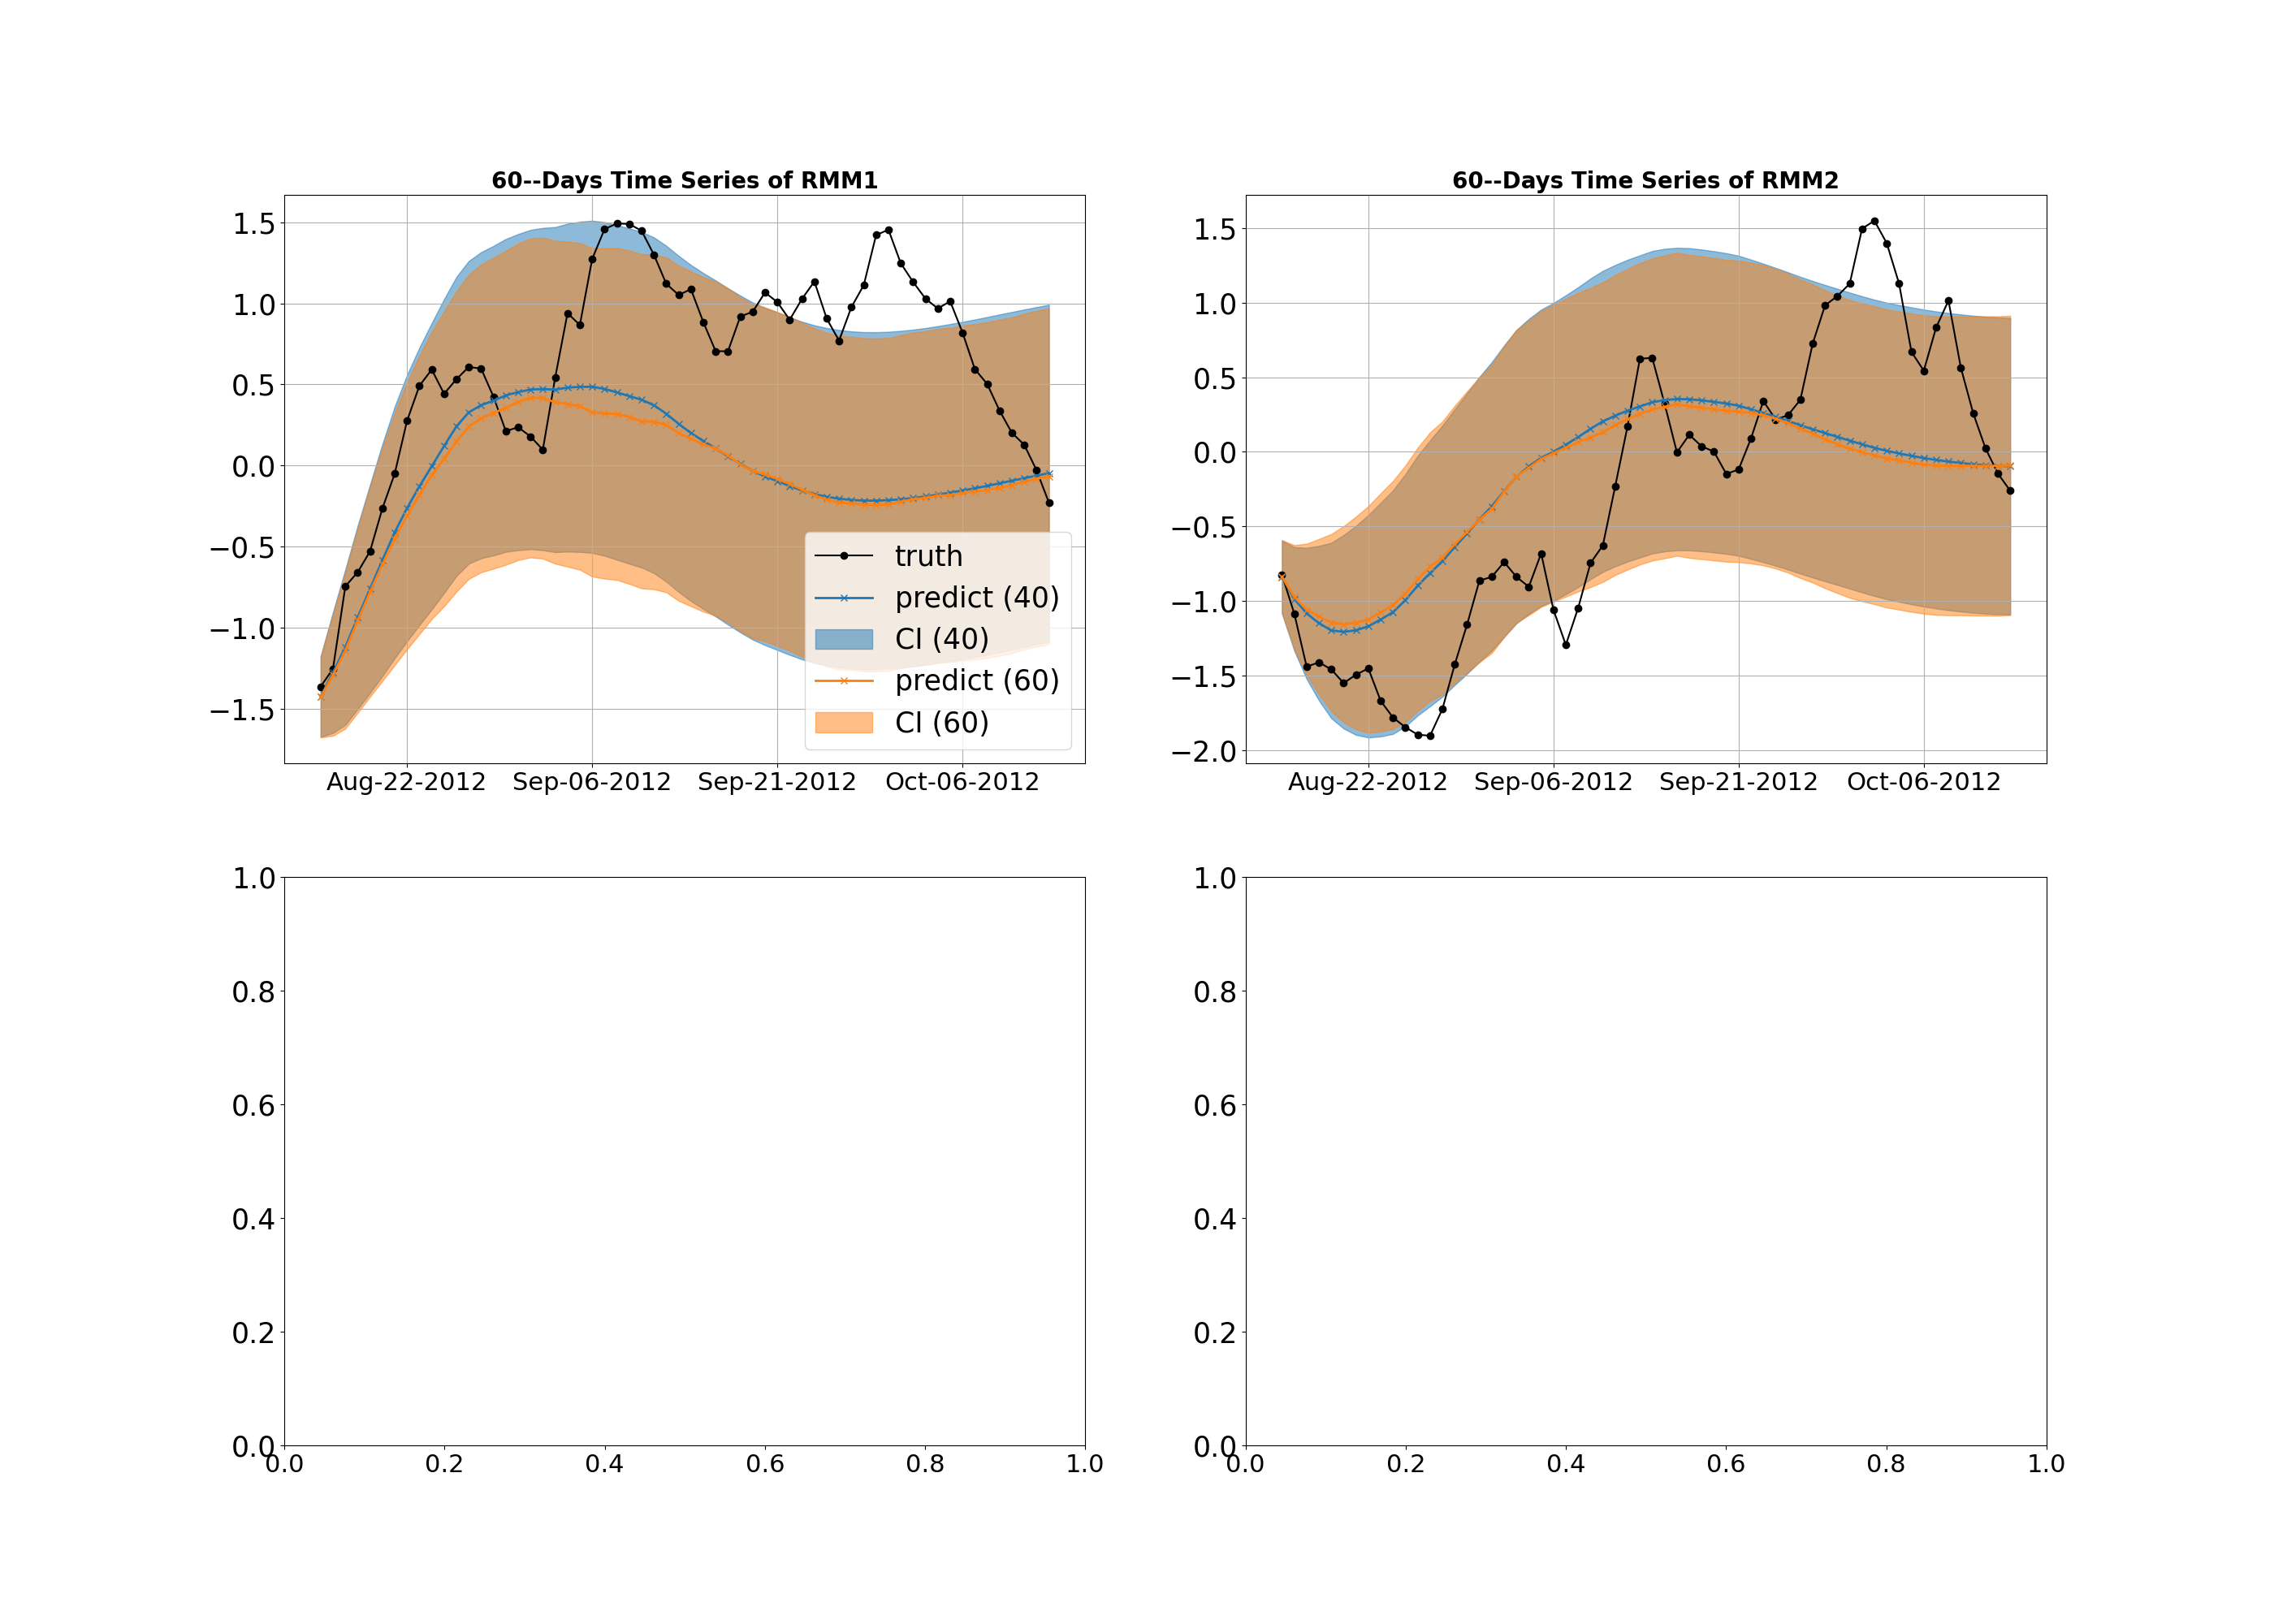 60--Days Time Series of RMM1
1.5
1.0
0.5
0.0
−0.5
−1.0
−1.5
Aug-22-2012 Sep-06-2012 Sep-21-2012 Oct-06-2012
truth
predict (40)
CI (40)
predict (60)
CI (60)
60--Days Time Series of RMM2
1.5
1.0
0.5
0.0
−0.5
−1.0
−1.5
−2.0
Aug-22-2012 Sep-06-2012 Sep-21-2012 Oct-06-2012
1.0
0.8
0.6
0.4
0.2
0.0
0.0 0.2 0.4 0.6 0.8 1.0
1.0
0.8
0.6
0.4
0.2
0.0
0.0 0.2 0.4 0.6 0.8 1.0